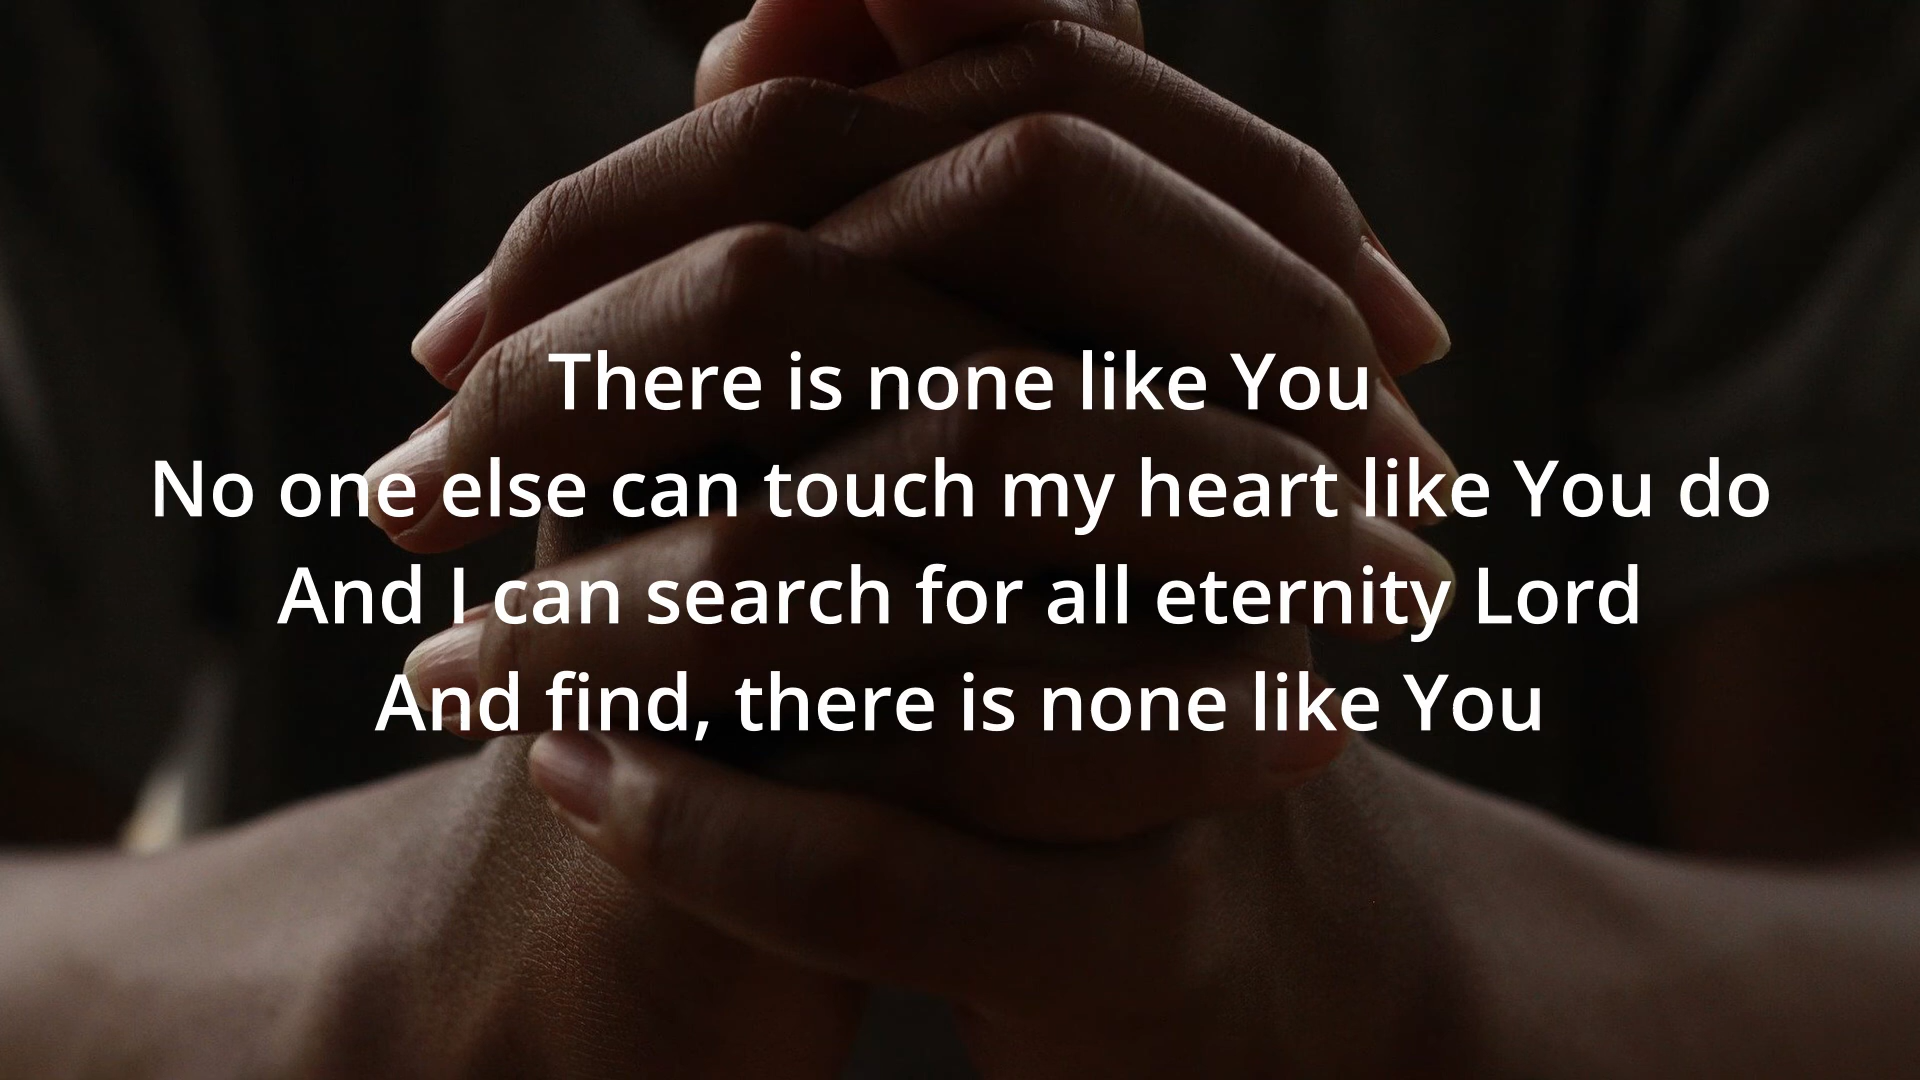 There is none like You
No one else can touch my heart like You do
And I can search for all eternity Lord
And find, there is none like You